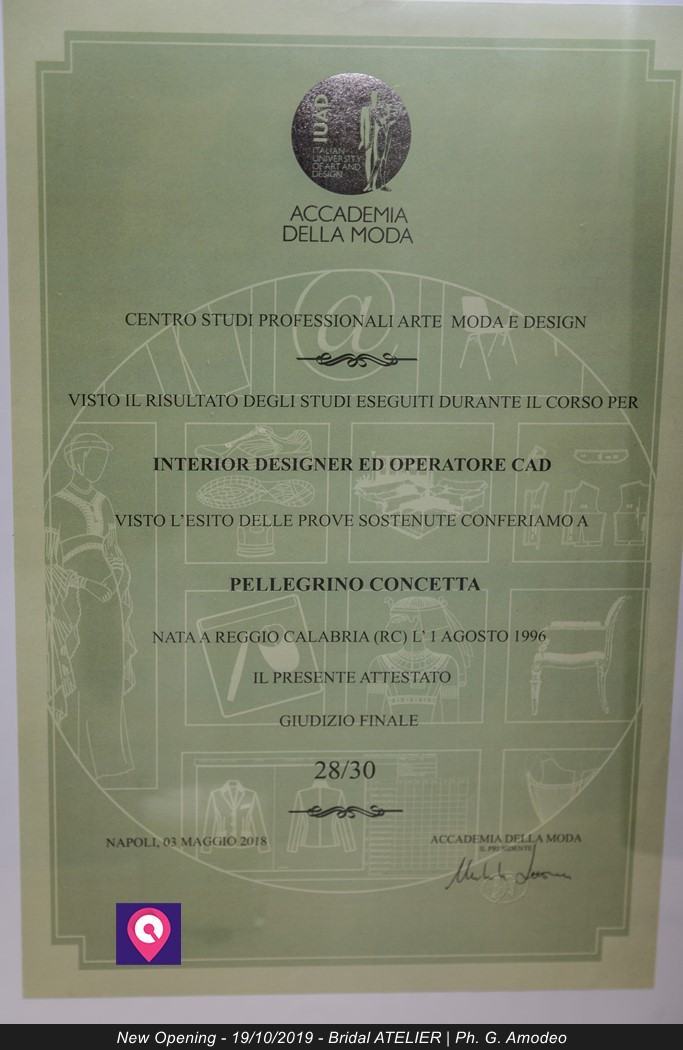 IUAD
ITALIAN
UNIVERSITY
OF ART AND
DESIGN
ACCADEMIA
DELLA MODA
CENTRO STUDI PROFESSIONALI ARTE MODA E DESIGN
VISTO IL RISULTATO DEGLI STUDI ESEGUITI DURANTE IL CORSO PER
INTERIOR DESIGNER ED OPERATORE CAD
VISTO L'ESITO DELLE PROVE SOSTENUTE CONFERIAMO A
PELLEGRINO CONCETTA
NATA A REGGIO CALABRIA (RC) L' 1 AGOSTO 1996
IL PRESENTE ATTESTATO
GIUDIZIO FINALE
28/30
NAPOLI, 03 MAGGIO 2018
ACCADEMIA DELLA MODA
IL PRESIDENTE
New Opening - 19/10/2019 - Bridal ATELIER | Ph. G. Amodeo